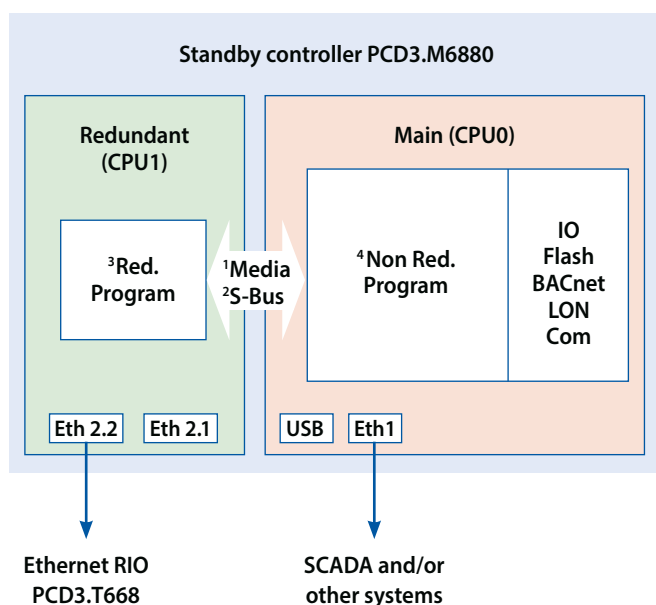 Standby controller PCD3.M6880
Redundant
(CPU1)
Main (CPU0)
³Red.
Program
¹Media
²S-Bus
⁴Non Red.
Program
IO
Flash
BACnet
LON
Com
Eth 2.2
Eth 2.1
USB
Eth1
Ethernet RIO
PCD3.T668
SCADA and/or
other systems